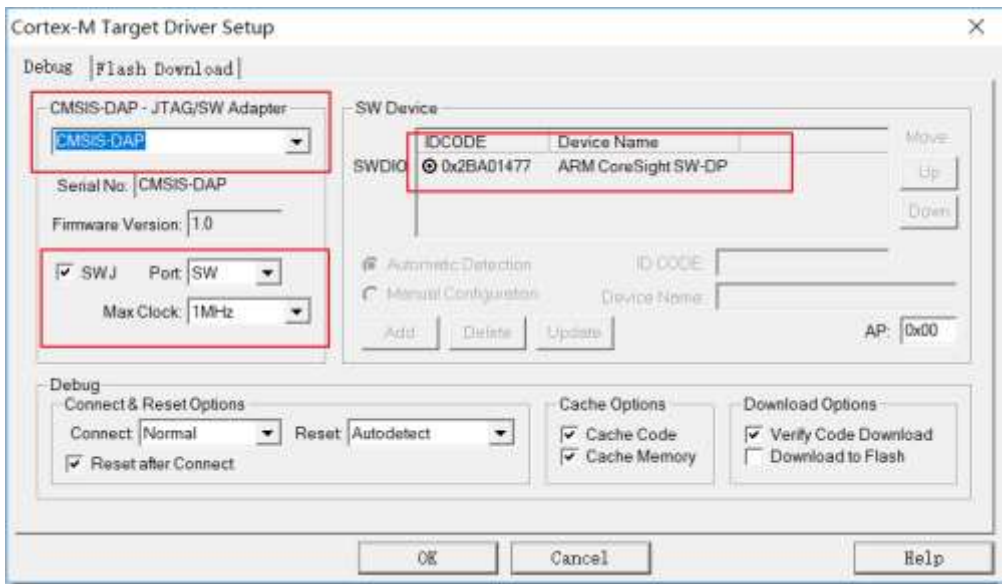 Cortex-M Target Driver Setup
Debug Flash Download
CMSIS-DAP - JTAG/SW Adapter
CMSIS-DAP
Serial No: CMSIS-DAP
Firmware Version: 1.0
SWJ Port: SW
Max Clock: 1MHz
SW Device
IDCODE Device Name Move
SWDIO 0x2BA01477 ARM CoreSight SW-DP Up
Down
Automatic Detection ID CODE:
Manual Configuration Device Name:
Add Delete Update AP: 0x00
Debug
Connect & Reset Options
Connect: Normal Reset: Autodetect
Reset after Connect
Cache Options
Cache Code
Cache Memory
Download Options
Verify Code Download
Download to Flash
OK Cancel Help